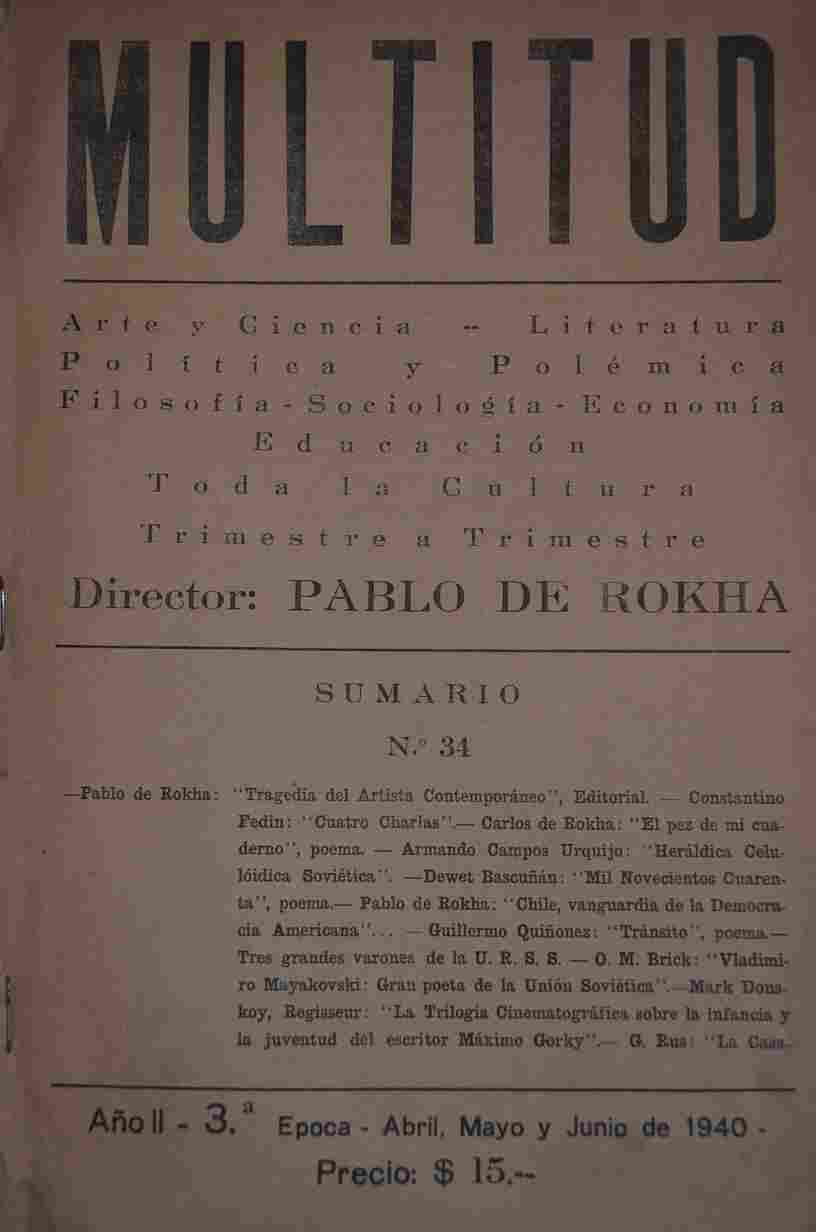 MULTITUD
Arte y Ciencia -- Literatura
Política y Polémica
Filosofía - Sociología - Economía
Educación
Toda la Cultura
Trimestre a Trimestre
Director: PABLO DE ROKHA
SUMARIO
N.º 34
—Pablo de Rokha: "Tragedia del Artista Contemporáneo", Editorial. — Constantino
Fedin: "Cuatro Charlas".— Carlos de Rokha: "El pez de mi cua-
derno", poema. — Armando Campos Urquijo: "Heráldica Celu-
lóidica Soviética". —Dewet Bascuñán: "Mil Novecientos Cuaren-
ta", poema.— Pablo de Rokha: "Chile, vanguardia de la Democra-
cia Americana"... — Guillermo Quiñonez: "Tránsito", poema.—
Tres grandes varones de la U. R. S. S. — O. M. Brick: "Vladimi-
ro Mayakovski: Gran poeta de la Unión Soviética".—Mark Dons-
koy, Regisseur: "La Trilogía Cinematográfica sobre la infancia y
la juventud del escritor Máximo Gorky".— G. Rus: "La Casa-
Año II - 3.ª Epoca - Abril, Mayo y Junio de 1940 -
Precio: $ 15.--